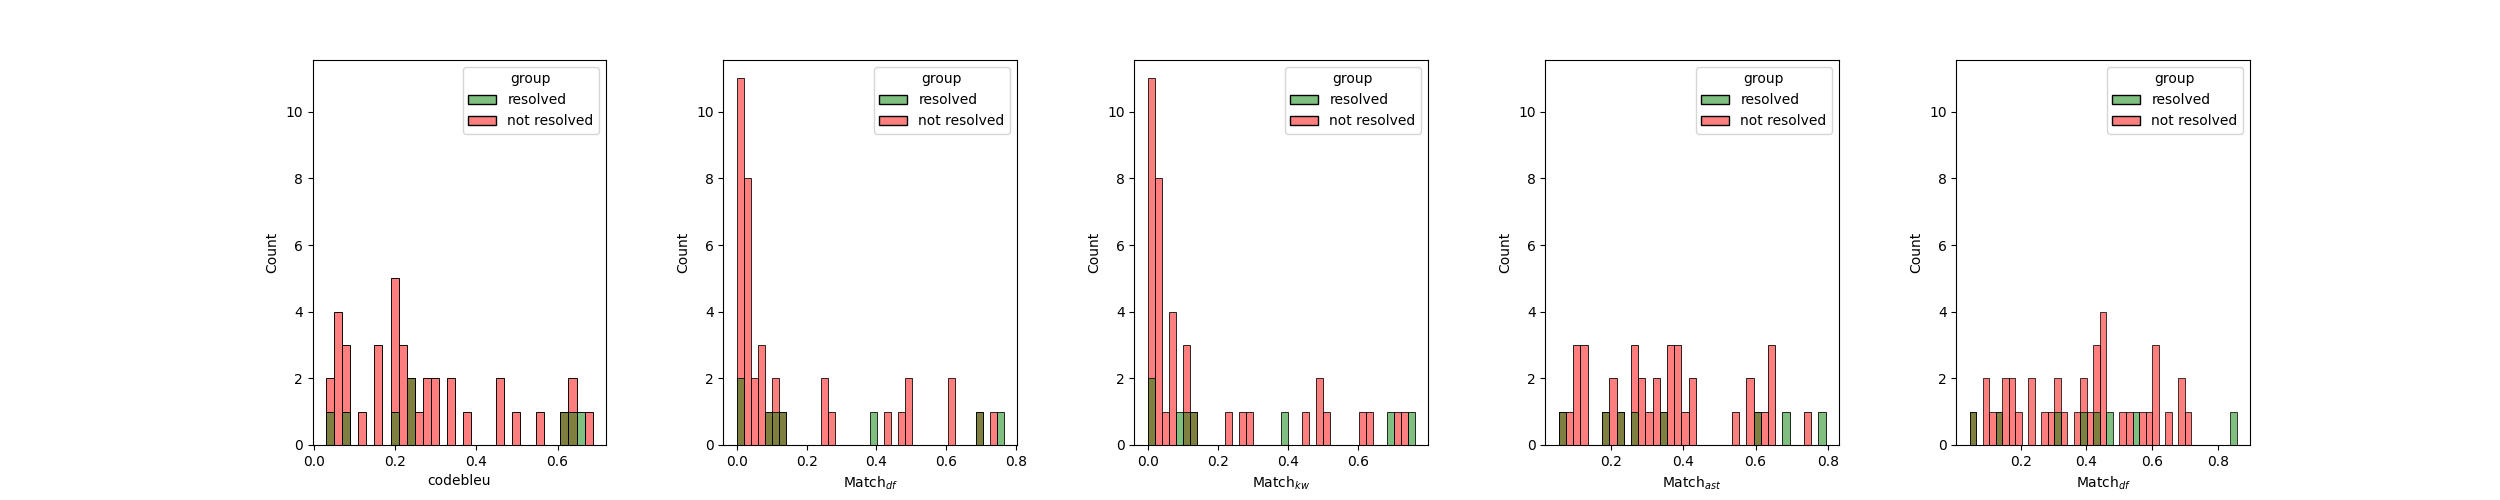 group
resolved
not resolved
10
8
6
4
2
0
Count
0.0 0.2 0.4 0.6
codebleu
group
resolved
not resolved
10
8
6
4
2
0
Count
0.0 0.2 0.4 0.6 0.8
Match_df
group
resolved
not resolved
10
8
6
4
2
0
Count
0.0 0.2 0.4 0.6
Match_kw
group
resolved
not resolved
10
8
6
4
2
0
Count
0.2 0.4 0.6 0.8
Match_ast
group
resolved
not resolved
10
8
6
4
2
0
Count
0.2 0.4 0.6 0.8
Match_df